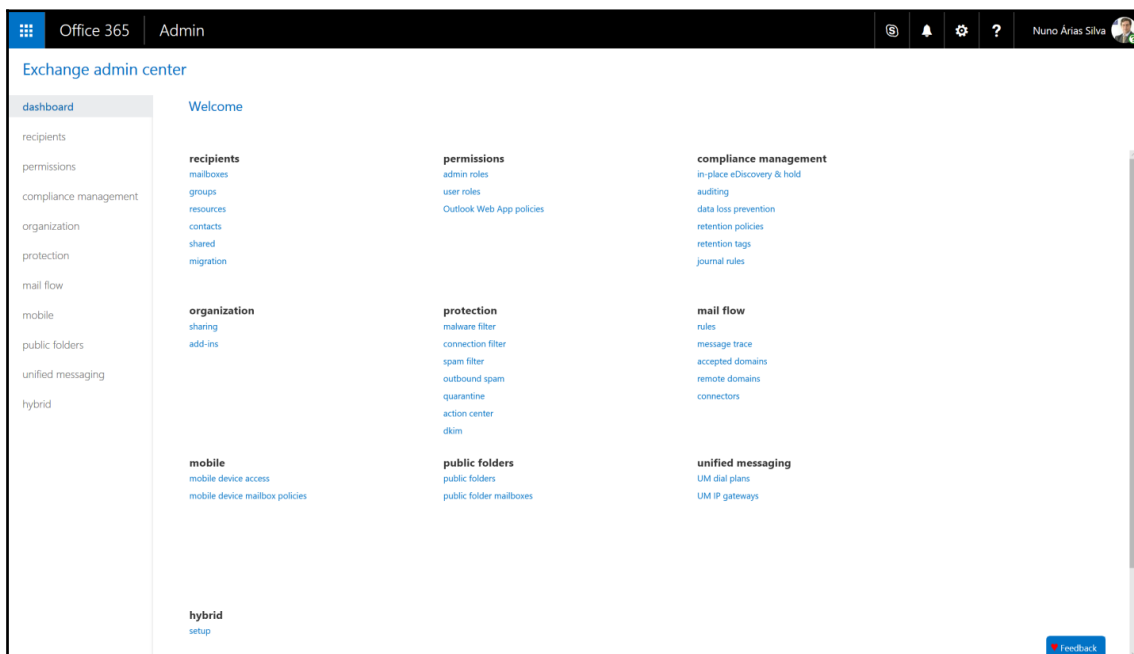 Office 365 Admin ? Nuno Árias Silva
Exchange admin center
dashboard
recipients
permissions
compliance management
organization
protection
mail flow
mobile
public folders
unified messaging
hybrid
Welcome
recipients
mailboxes
groups
resources
contacts
shared
migration
permissions
admin roles
user roles
Outlook Web App policies
compliance management
in-place eDiscovery & hold
auditing
data loss prevention
retention policies
retention tags
journal rules
organization
sharing
add-ins
protection
malware filter
connection filter
spam filter
outbound spam
quarantine
action center
dkim
mail flow
rules
message trace
accepted domains
remote domains
connectors
mobile
mobile device access
mobile device mailbox policies
public folders
public folders
public folder mailboxes
unified messaging
UM dial plans
UM IP gateways
hybrid
setup
Feedback